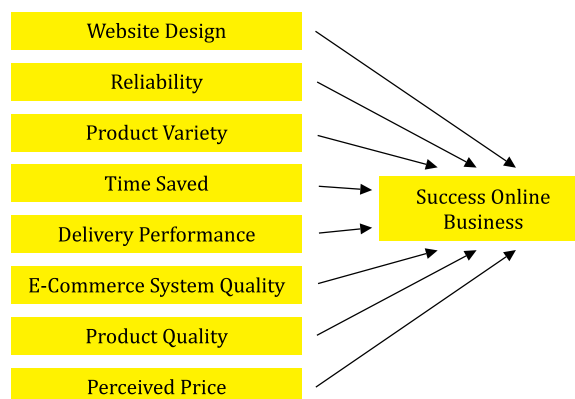 Website Design
Reliability
Product Variety
Time Saved
Delivery Performance
E-Commerce System Quality
Product Quality
Perceived Price
Success Online
Business